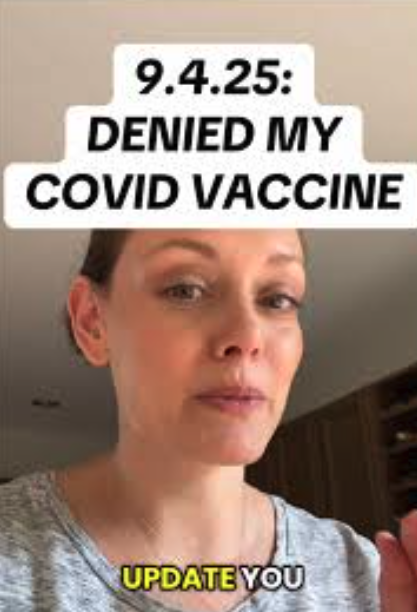 9.4.25:
DENIED MY
COVID VACCINE
UPDATE YOU